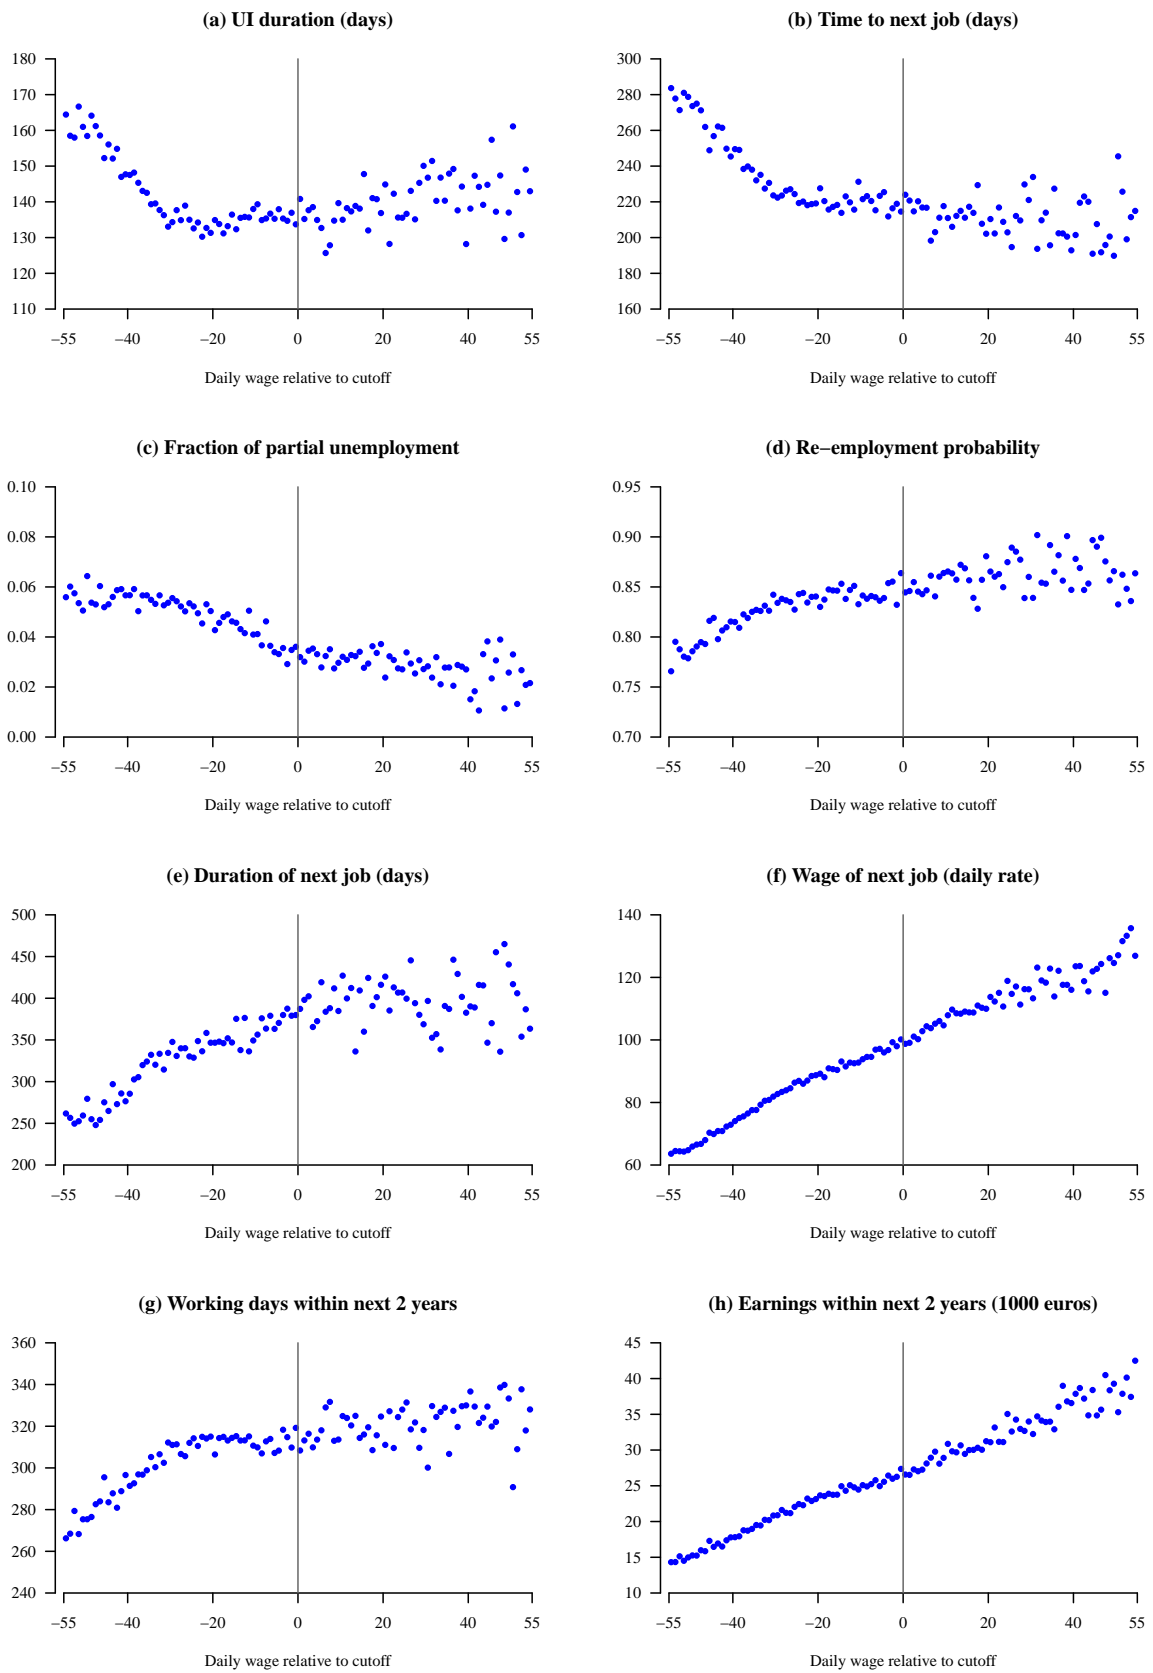 (a) UI duration (days)
180
170
160
150
140
130
120
110
−55 −40 −20 0 20 40 55
Daily wage relative to cutoff
(b) Time to next job (days)
300
280
260
240
220
200
180
160
−55 −40 −20 0 20 40 55
Daily wage relative to cutoff
(c) Fraction of partial unemployment
0.10
0.08
0.06
0.04
0.02
0.00
−55 −40 −20 0 20 40 55
Daily wage relative to cutoff
(d) Re−employment probability
0.95
0.90
0.85
0.80
0.75
0.70
−55 −40 −20 0 20 40 55
Daily wage relative to cutoff
(e) Duration of next job (days)
500
450
400
350
300
250
200
−55 −40 −20 0 20 40 55
Daily wage relative to cutoff
(f) Wage of next job (daily rate)
140
120
100
80
60
−55 −40 −20 0 20 40 55
Daily wage relative to cutoff
(g) Working days within next 2 years
360
340
320
300
280
260
240
−55 −40 −20 0 20 40 55
Daily wage relative to cutoff
(h) Earnings within next 2 years (1000 euros)
45
40
35
30
25
20
15
10
−55 −40 −20 0 20 40 55
Daily wage relative to cutoff